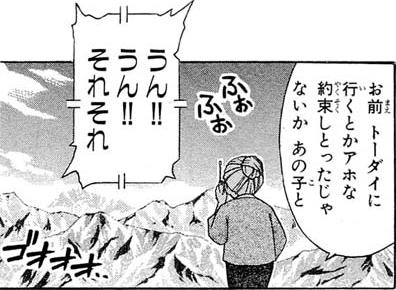 お前 トーダイに
行くとかアホな
約束しとったじゃ
ないか あの子と
ふぉ
ふぉ
うん!!
うん!!
それそれ
ゴオオオオ…